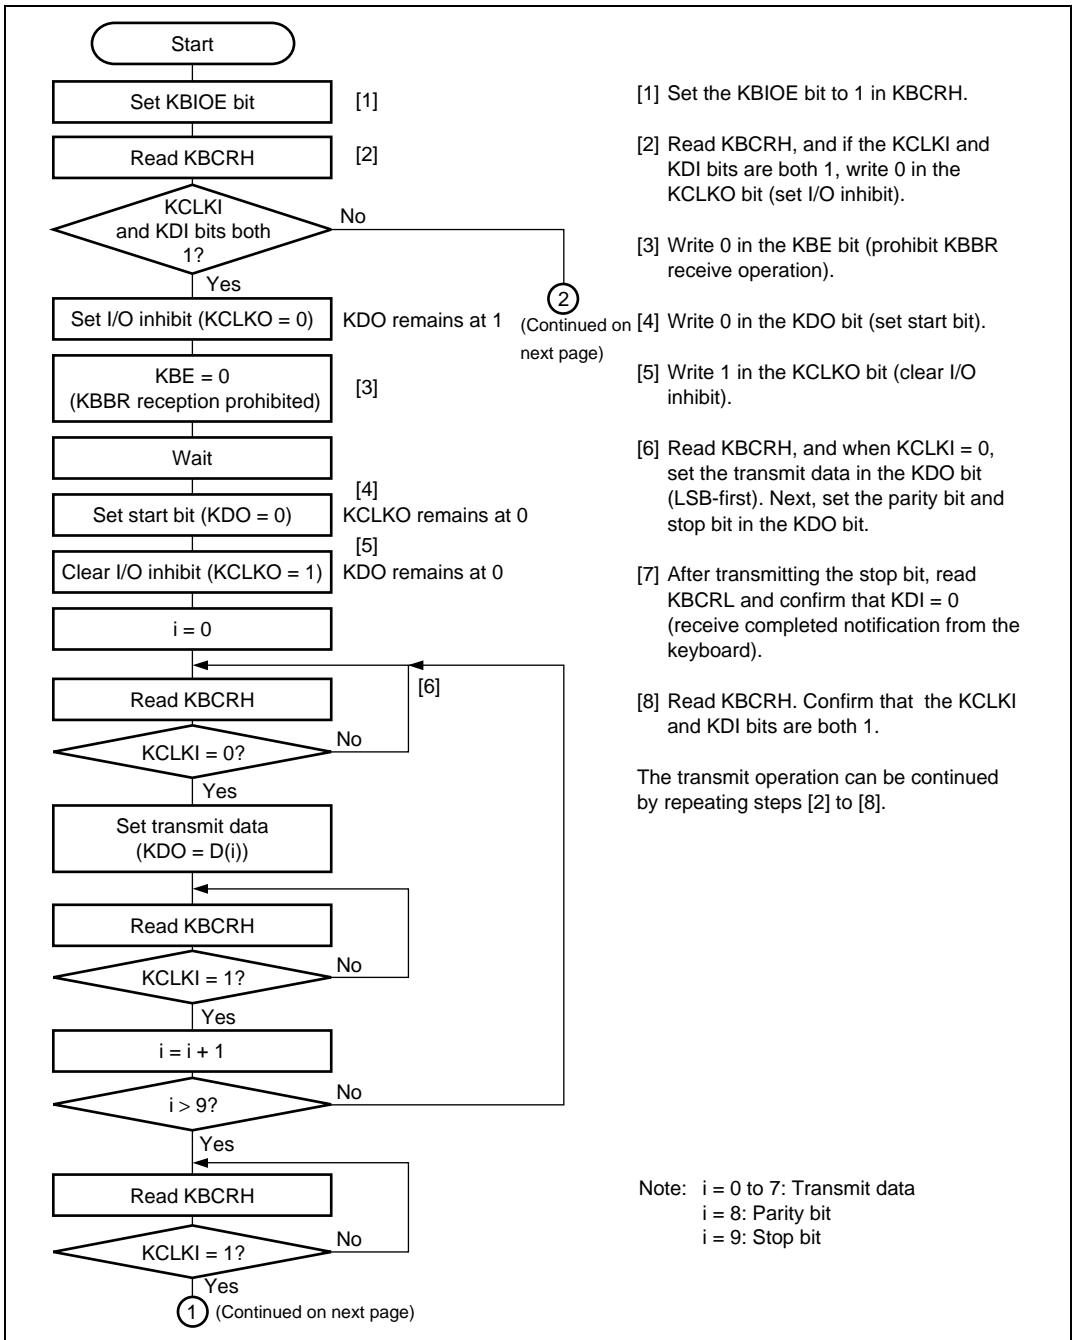 Start
Set KBIOE bit
[1]
Read KBCRH
[2]
KCLKI
and KDI bits both
1?
No
Yes
2
(Continued on
next page)
Set I/O inhibit (KCLKO = 0)
KDO remains at 1
KBE = 0
(KBBR reception prohibited)
[3]
Wait
[4]
Set start bit (KDO = 0)
KCLKO remains at 0
[5]
Clear I/O inhibit (KCLKO = 1)
KDO remains at 0
i = 0
Read KBCRH
[6]
KCLKI = 0?
No
Yes
Set transmit data
(KDO = D(i))
Read KBCRH
KCLKI = 1?
No
Yes
i = i + 1
i > 9?
No
Yes
Read KBCRH
KCLKI = 1?
No
Yes
1 (Continued on next page)
[1] Set the KBIOE bit to 1 in KBCRH.
[2] Read KBCRH, and if the KCLKI and
KDI bits are both 1, write 0 in the
KCLKO bit (set I/O inhibit).
[3] Write 0 in the KBE bit (prohibit KBBR
receive operation).
[4] Write 0 in the KDO bit (set start bit).
[5] Write 1 in the KCLKO bit (clear I/O
inhibit).
[6] Read KBCRH, and when KCLKI = 0,
set the transmit data in the KDO bit
(LSB-first). Next, set the parity bit and
stop bit in the KDO bit.
[7] After transmitting the stop bit, read
KBCRL and confirm that KDI = 0
(receive completed notification from the
keyboard).
[8] Read KBCRH. Confirm that the KCLKI
and KDI bits are both 1.
The transmit operation can be continued
by repeating steps [2] to [8].
Note: i = 0 to 7: Transmit data
i = 8: Parity bit
i = 9: Stop bit